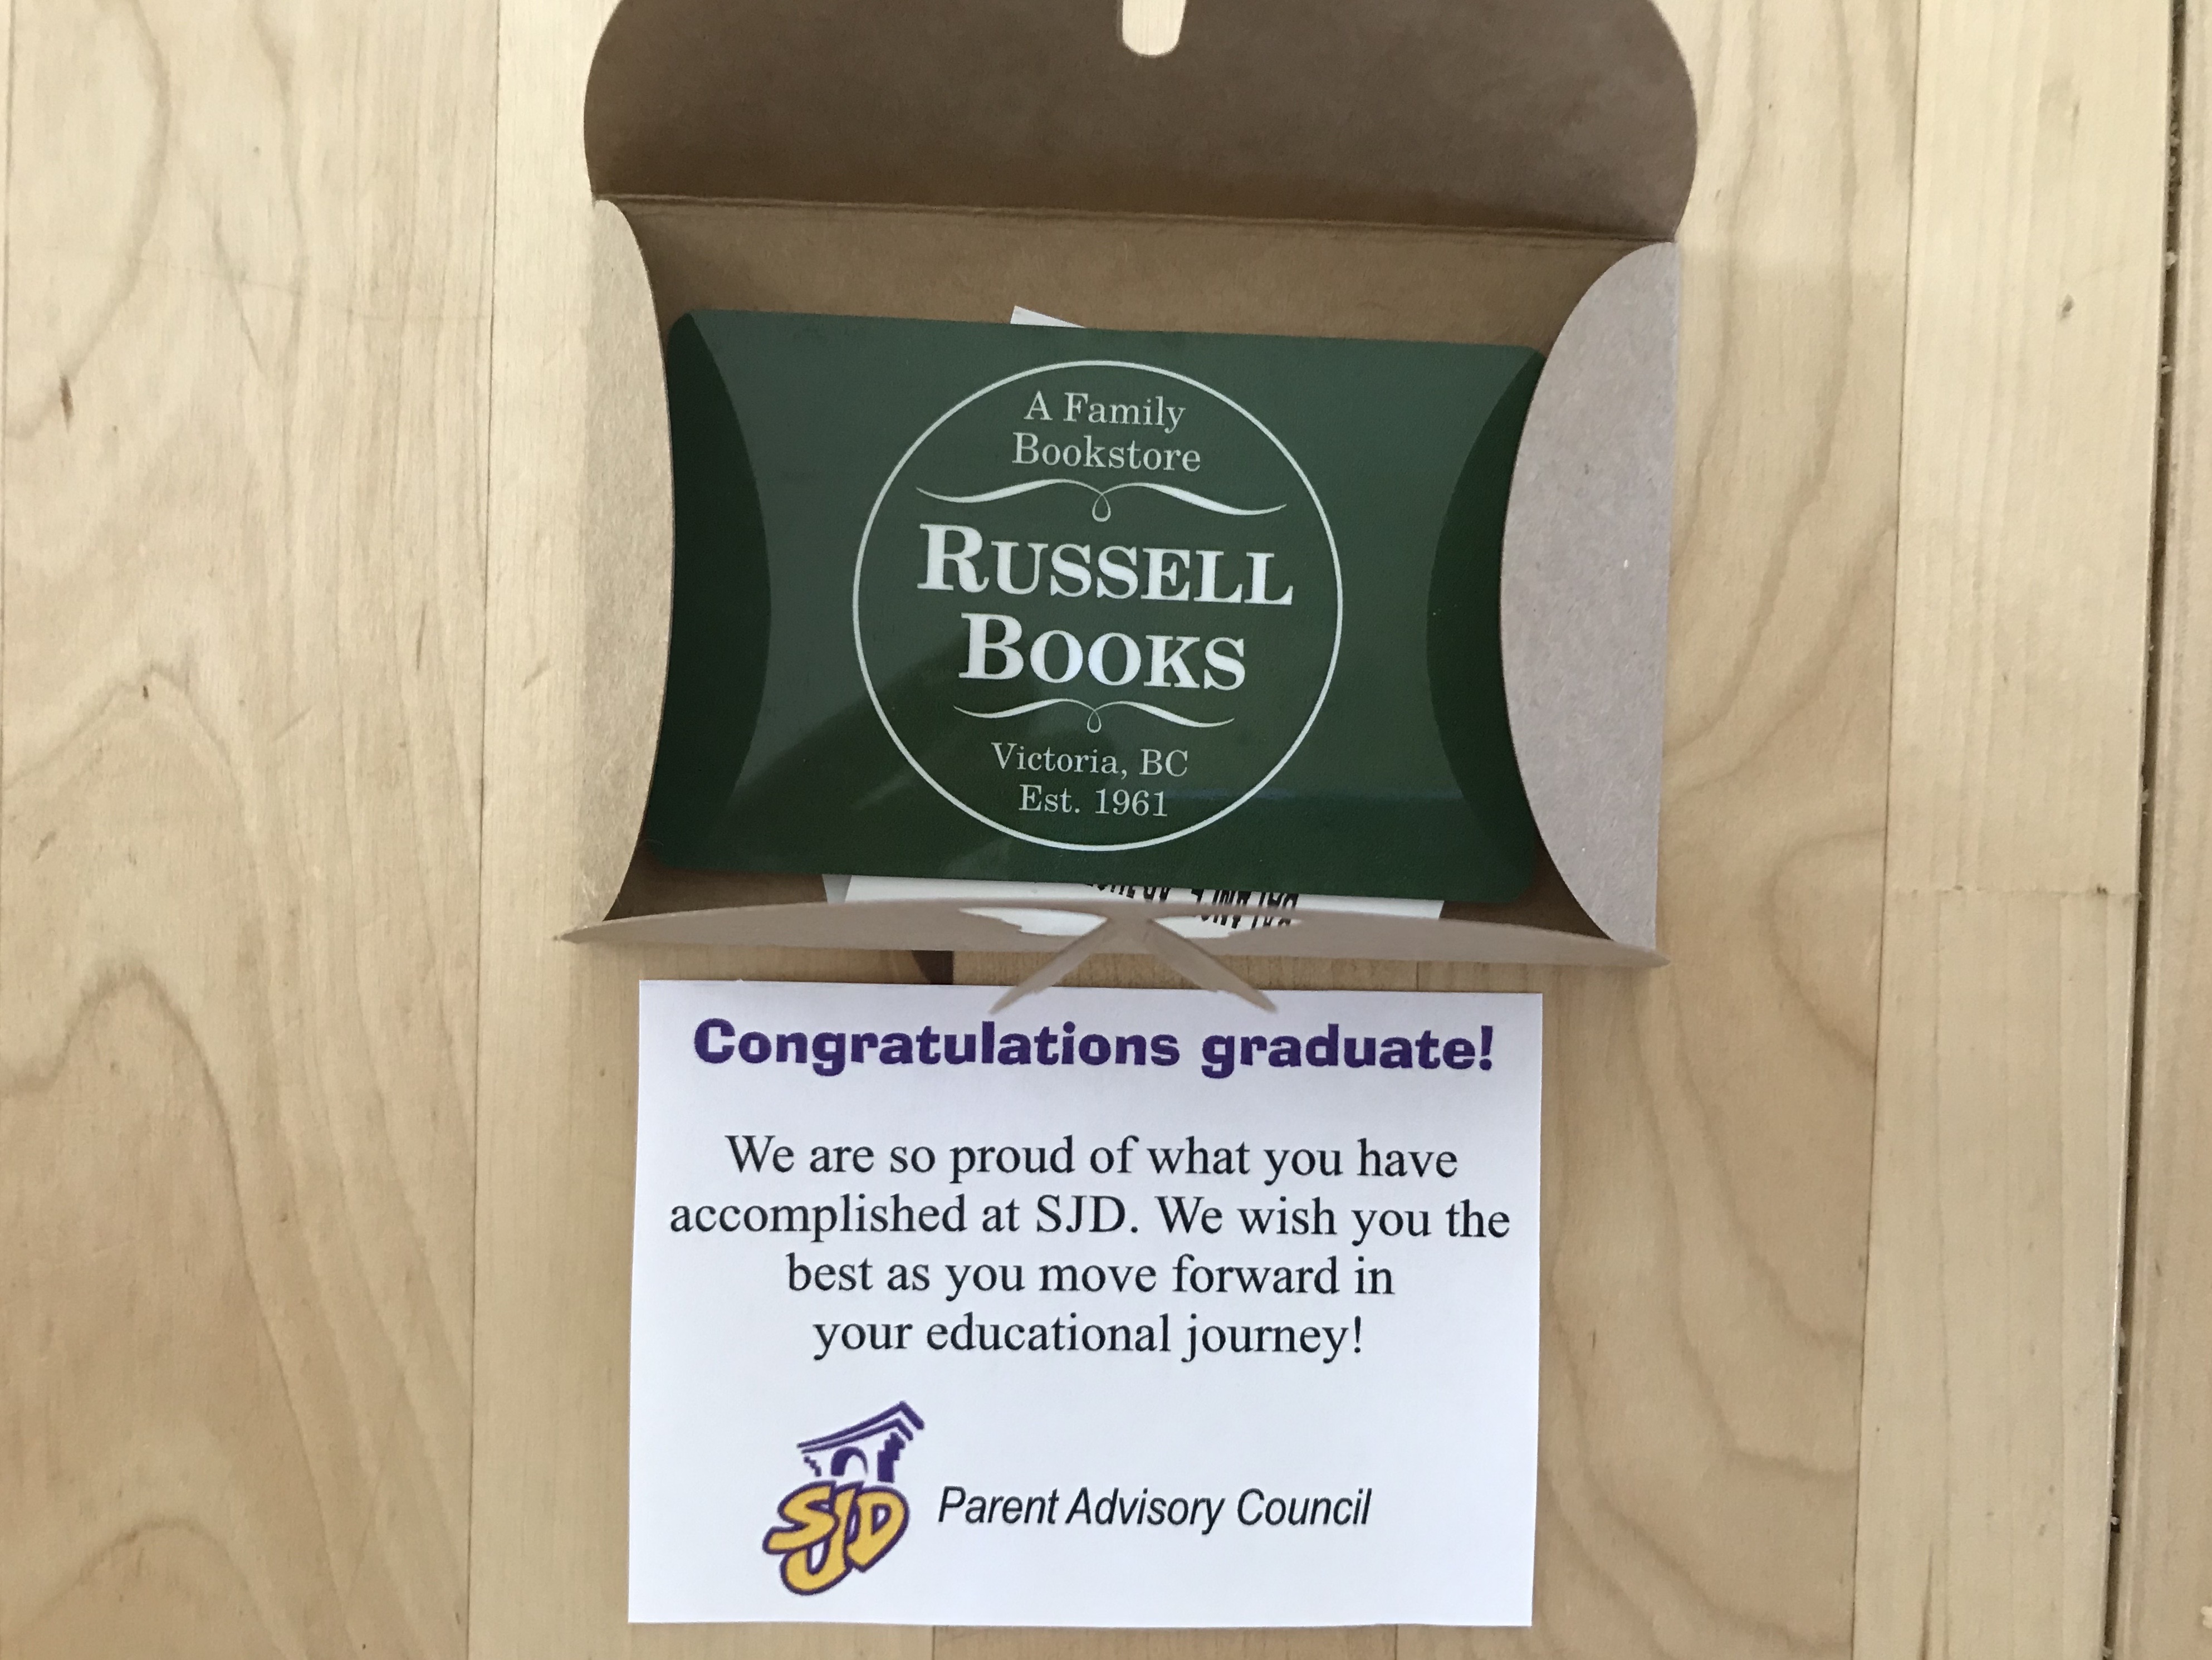 A Family
Bookstore
RUSSELL
BOOKS
Victoria, BC
Est. 1961
Congratulations graduate!
We are so proud of what you have
accomplished at SJD. We wish you the
best as you move forward in
your educational journey!
SJD
Parent Advisory Council